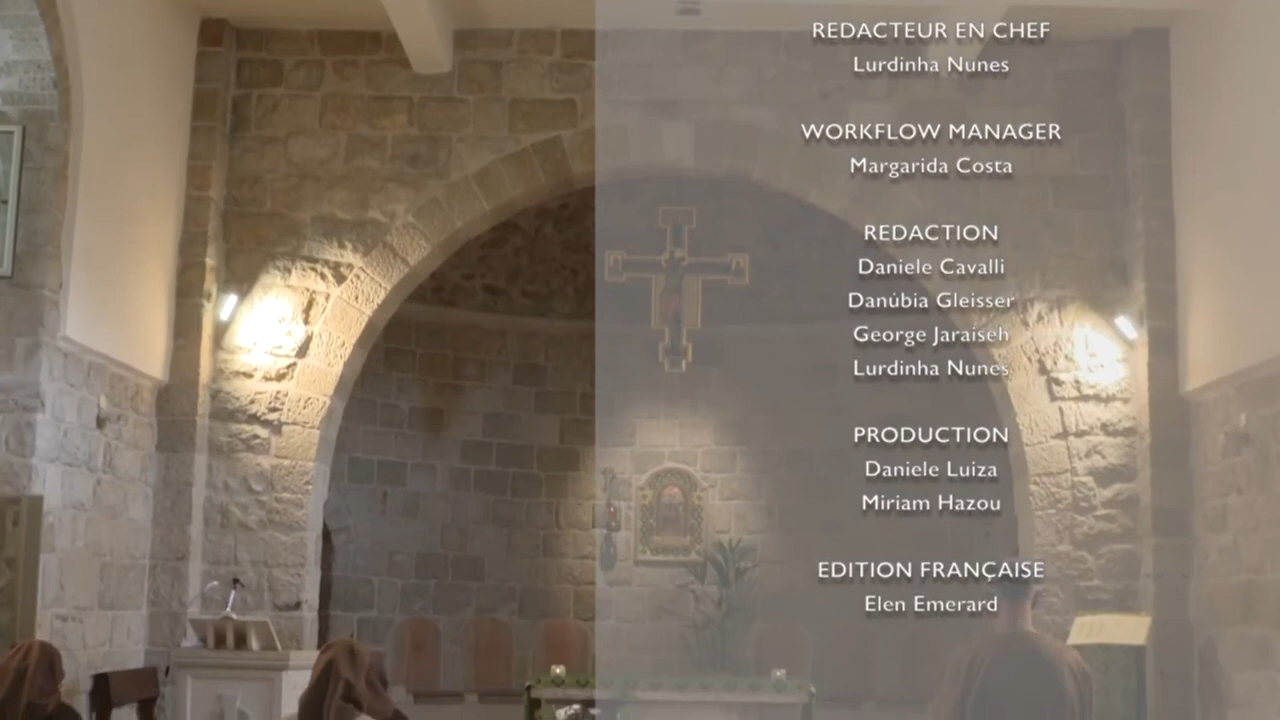 REDACTEUR EN CHEF
Lurdinha Nunes
WORKFLOW MANAGER
Margarida Costa
REDACTION
Daniele Cavalli
Danúbia Gleisser
George Jaraiseh
Lurdinha Nunes
PRODUCTION
Daniele Luiza
Miriam Hazou
EDITION FRANÇAISE
Elen Emerard